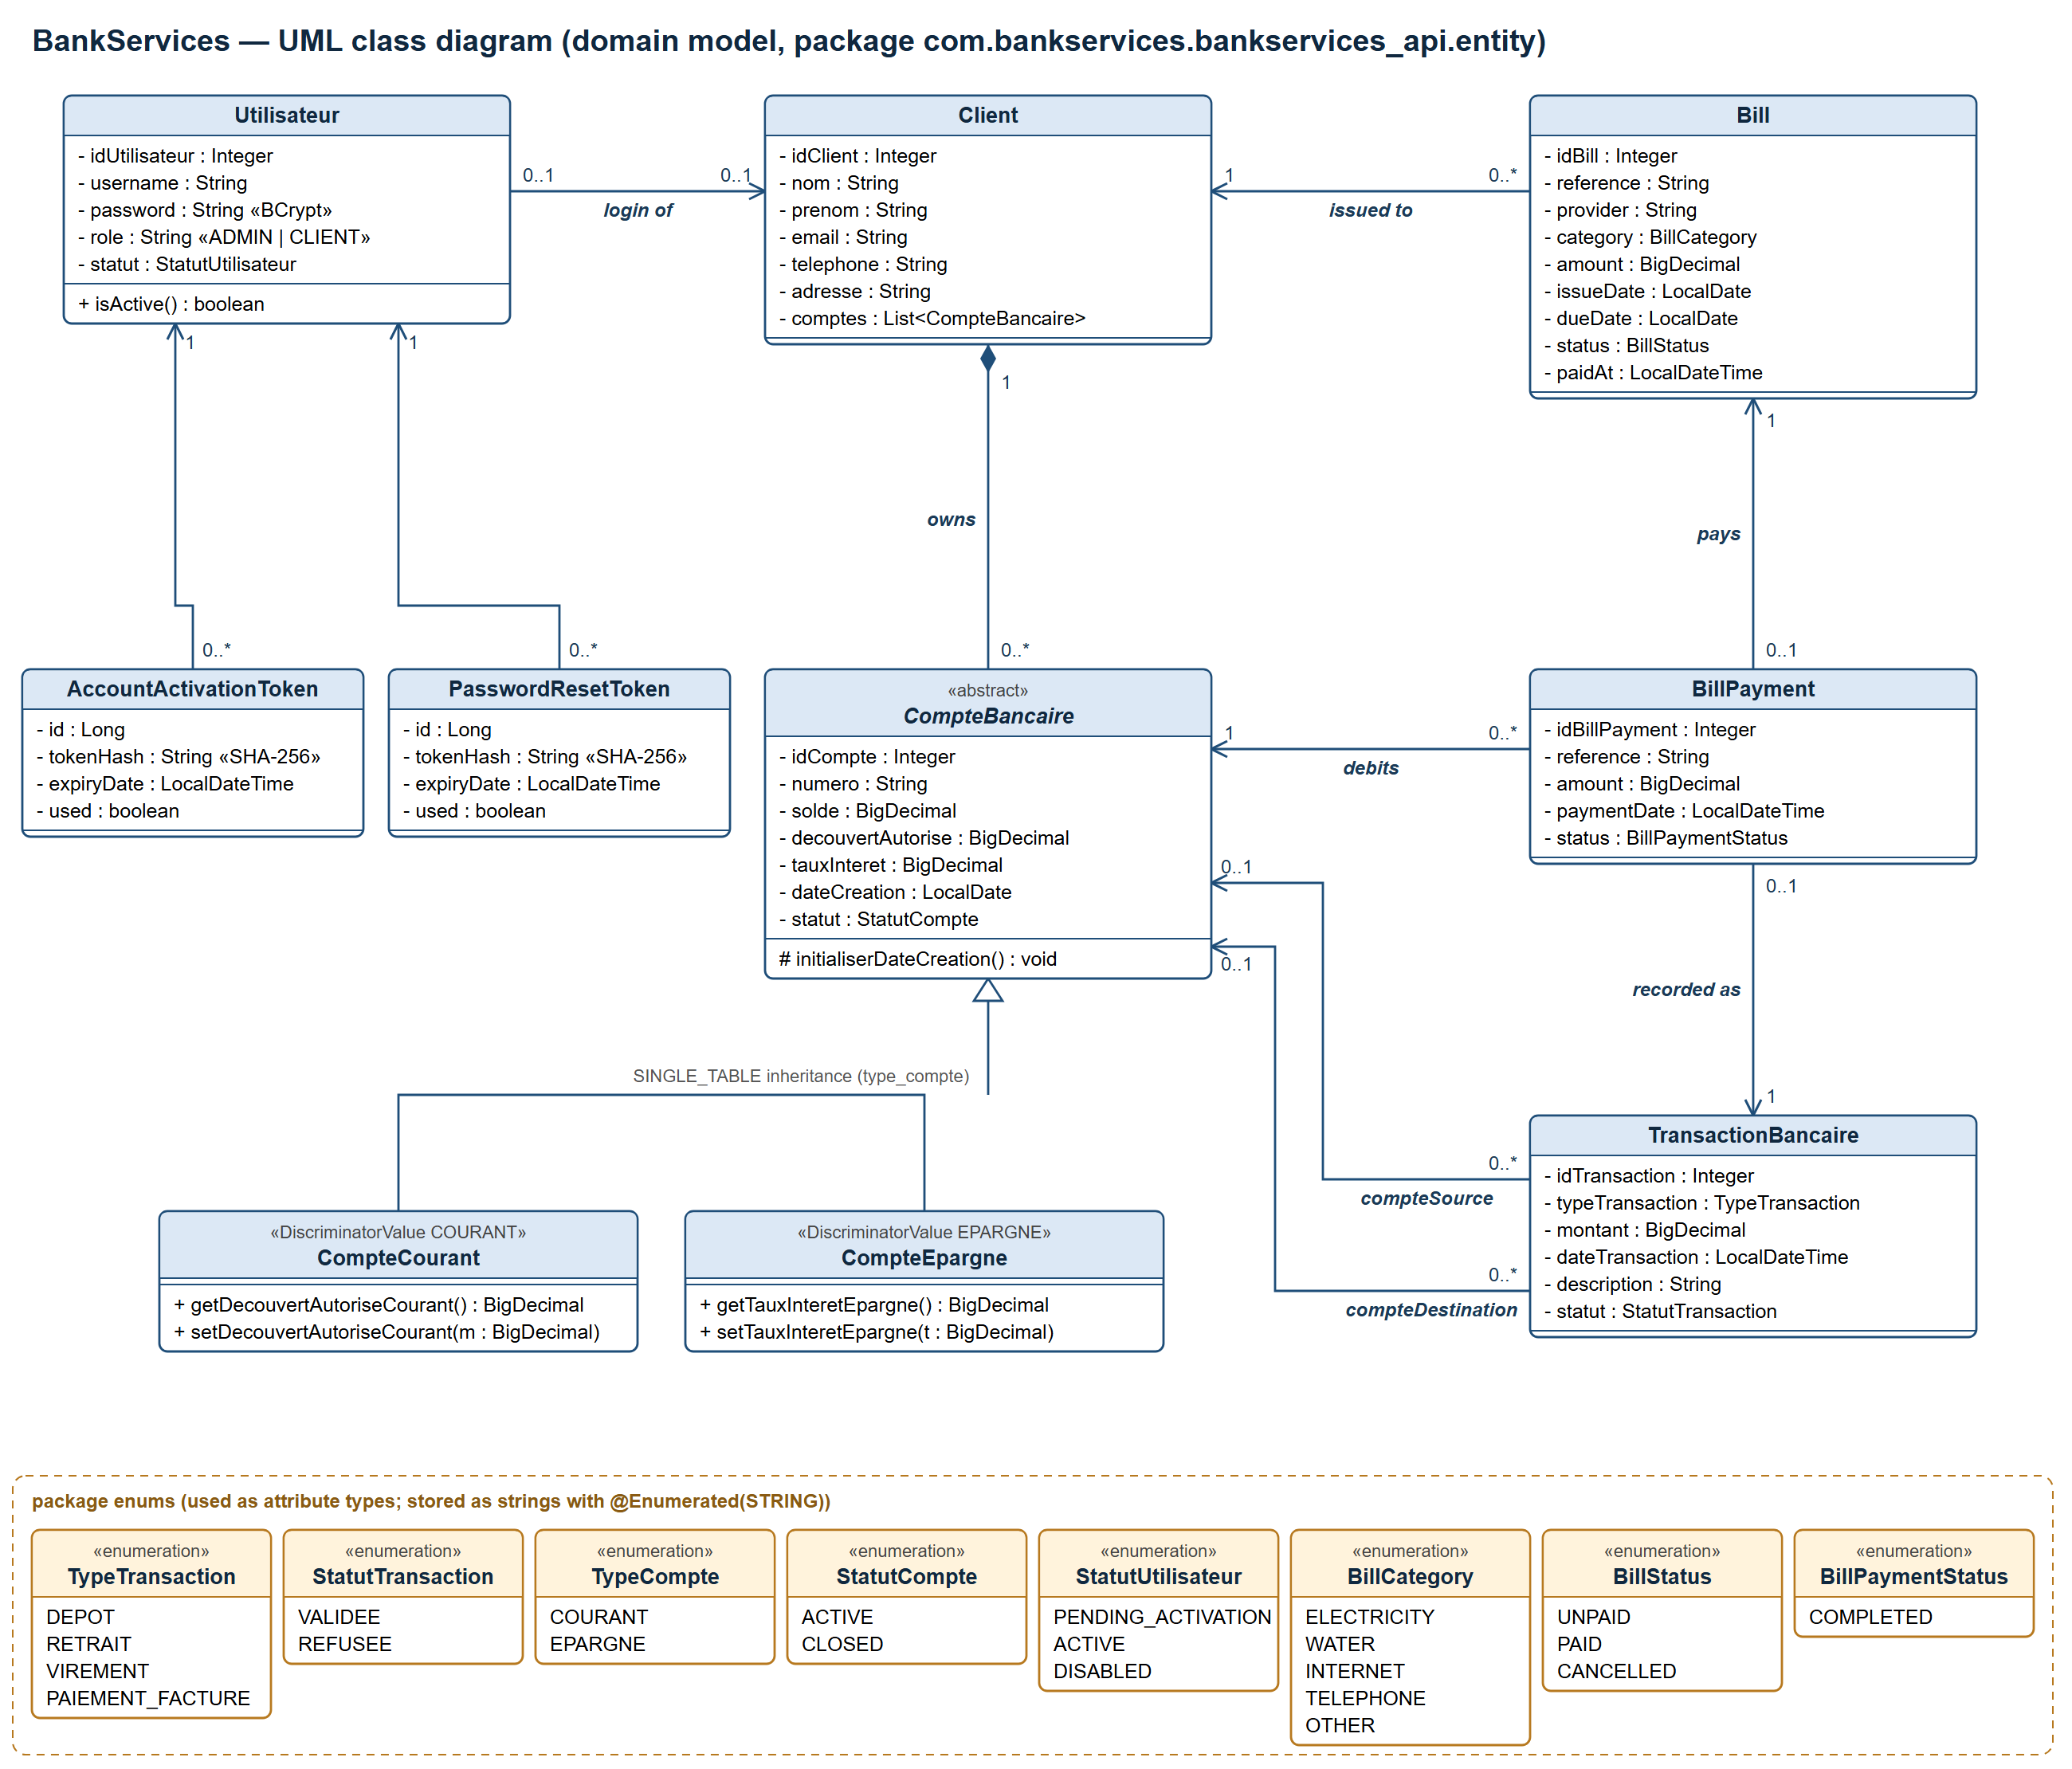 BankServices — UML class diagram (domain model, package com.bankservices.bankservices_api.entity)
Utilisateur
- idUtilisateur : Integer
- username : String
- password : String «BCrypt»
- role : String «ADMIN | CLIENT»
- statut : StatutUtilisateur
+ isActive() : boolean
0..1
0..1
login of
Client
- idClient : Integer
- nom : String
- prenom : String
- email : String
- telephone : String
- adresse : String
- comptes : List<CompteBancaire>
1
0..*
issued to
Bill
- idBill : Integer
- reference : String
- provider : String
- category : BillCategory
- amount : BigDecimal
- issueDate : LocalDate
- dueDate : LocalDate
- status : BillStatus
- paidAt : LocalDateTime
1
1
1
1
owns
pays
0..*
0..*
0..*
0..1
AccountActivationToken
- id : Long
- tokenHash : String «SHA-256»
- expiryDate : LocalDateTime
- used : boolean
PasswordResetToken
- id : Long
- tokenHash : String «SHA-256»
- expiryDate : LocalDateTime
- used : boolean
«abstract»
CompteBancaire
- idCompte : Integer
- numero : String
- solde : BigDecimal
- decouvertAutorise : BigDecimal
- tauxInteret : BigDecimal
- dateCreation : LocalDate
- statut : StatutCompte
# initialiserDateCreation() : void
1
0..*
debits
0..1
0..1
BillPayment
- idBillPayment : Integer
- reference : String
- amount : BigDecimal
- paymentDate : LocalDateTime
- status : BillPaymentStatus
0..1
recorded as
1
SINGLE_TABLE inheritance (type_compte)
0..*
compteSource
0..*
compteDestination
TransactionBancaire
- idTransaction : Integer
- typeTransaction : TypeTransaction
- montant : BigDecimal
- dateTransaction : LocalDateTime
- description : String
- statut : StatutTransaction
«DiscriminatorValue COURANT»
CompteCourant
+ getDecouvertAutoriseCourant() : BigDecimal
+ setDecouvertAutoriseCourant(m : BigDecimal)
«DiscriminatorValue EPARGNE»
CompteEpargne
+ getTauxInteretEpargne() : BigDecimal
+ setTauxInteretEpargne(t : BigDecimal)
package enums (used as attribute types; stored as strings with @Enumerated(STRING))
«enumeration»
TypeTransaction
DEPOT
RETRAIT
VIREMENT
PAIEMENT_FACTURE
«enumeration»
StatutTransaction
VALIDEE
REFUSEE
«enumeration»
TypeCompte
COURANT
EPARGNE
«enumeration»
StatutCompte
ACTIVE
CLOSED
«enumeration»
StatutUtilisateur
PENDING_ACTIVATION
ACTIVE
DISABLED
«enumeration»
BillCategory
ELECTRICITY
WATER
INTERNET
TELEPHONE
OTHER
«enumeration»
BillStatus
UNPAID
PAID
CANCELLED
«enumeration»
BillPaymentStatus
COMPLETED